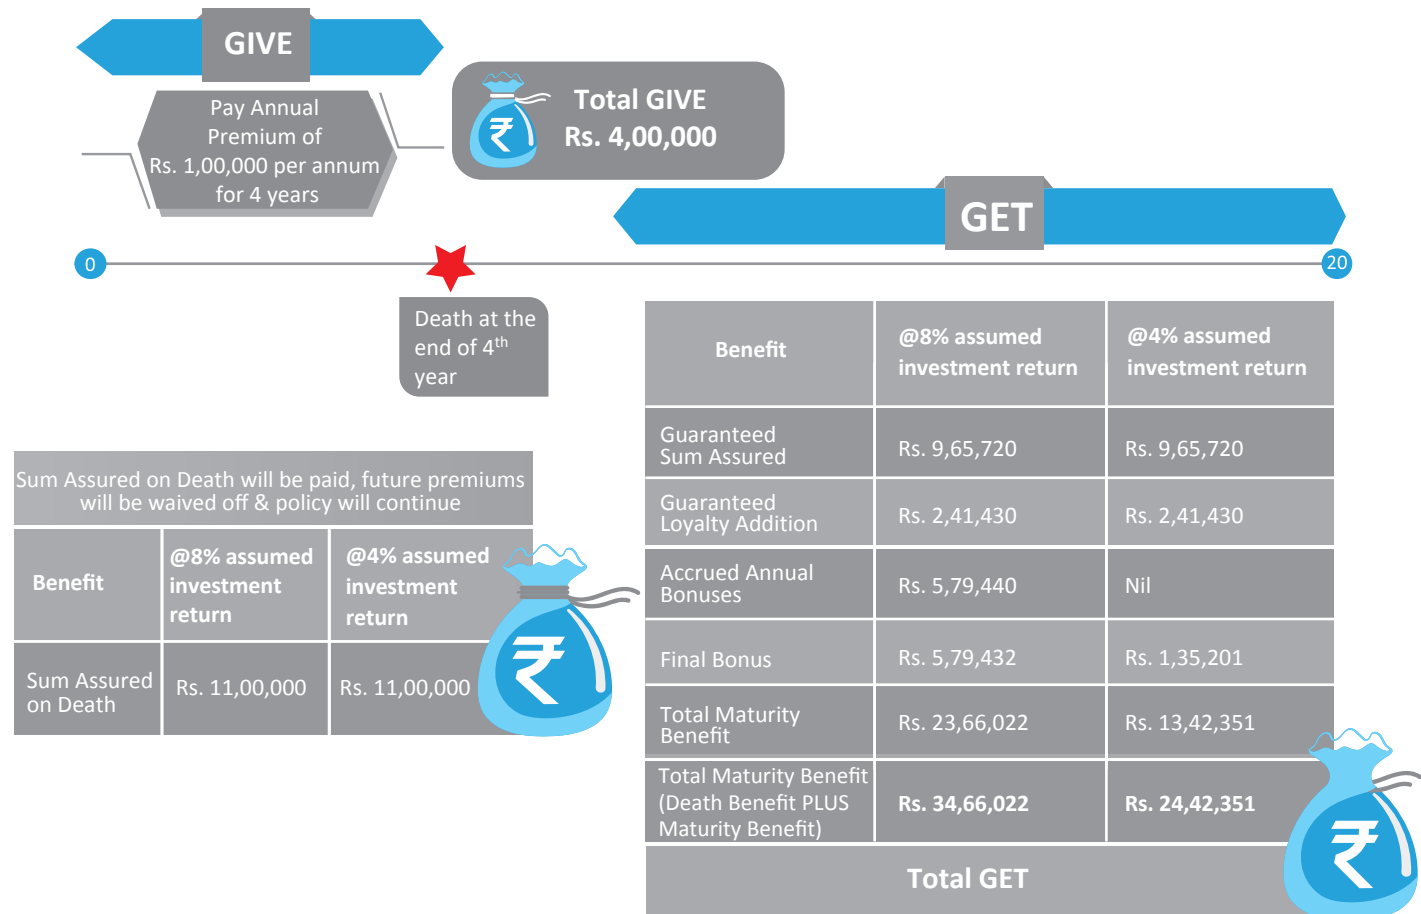 GIVE
Pay Annual
Premium of
Rs. 1,00,000 per annum
for 4 years
₹
Total GIVE
Rs. 4,00,000
GET
0
20
Death at the
end of 4th
year
Sum Assured on Death will be paid, future premiums
will be waived off & policy will continue
Benefit
@8% assumed
investment
return
@4% assumed
investment
return
Sum Assured
on Death
Rs. 11,00,000
Rs. 11,00,000
₹
Benefit
@8% assumed
investment return
@4% assumed
investment return
Guaranteed
Sum Assured
Rs. 9,65,720
Rs. 9,65,720
Guaranteed
Loyalty Addition
Rs. 2,41,430
Rs. 2,41,430
Accrued Annual
Bonuses
Rs. 5,79,440
Nil
Final Bonus
Rs. 5,79,432
Rs. 1,35,201
Total Maturity
Benefit
Rs. 23,66,022
Rs. 13,42,351
Total Maturity Benefit
(Death Benefit PLUS
Maturity Benefit)
Rs. 34,66,022
Rs. 24,42,351
Total GET
₹